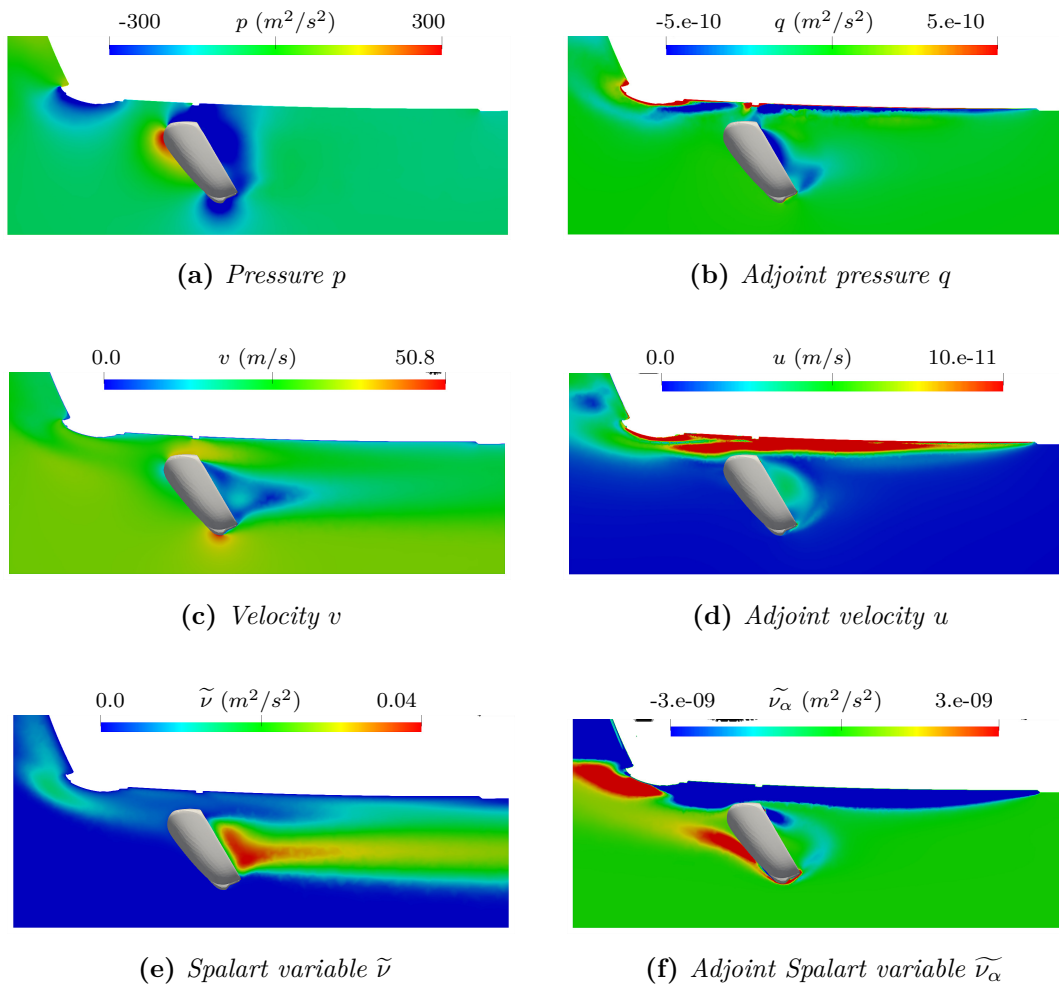 -300 p (m²/s²) 300
-5.e-10 q (m²/s²) 5.e-10
(a) Pressure p
(b) Adjoint pressure q
0.0 v (m/s) 50.8
0.0 u (m/s) 10.e-11
(c) Velocity v
(d) Adjoint velocity u
0.0 ν̃ (m²/s²) 0.04
-3.e-09 ν̃ₐ (m²/s²) 3.e-09
(e) Spalart variable ν̃
(f) Adjoint Spalart variable ν̃ₐ